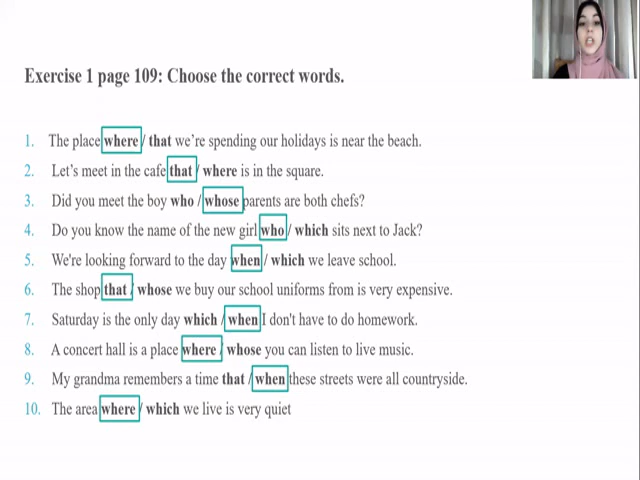 Exercise 1 page 109: Choose the correct words.
1. The place where / that we’re spending our holidays is near the beach.
2. Let’s meet in the cafe that / where is in the square.
3. Did you meet the boy who / whose parents are both chefs?
4. Do you know the name of the new girl who / which sits next to Jack?
5. We're looking forward to the day when / which we leave school.
6. The shop that / whose we buy our school uniforms from is very expensive.
7. Saturday is the only day which / when I don't have to do homework.
8. A concert hall is a place where / whose you can listen to live music.
9. My grandma remembers a time that / when these streets were all countryside.
10. The area where / which we live is very quiet